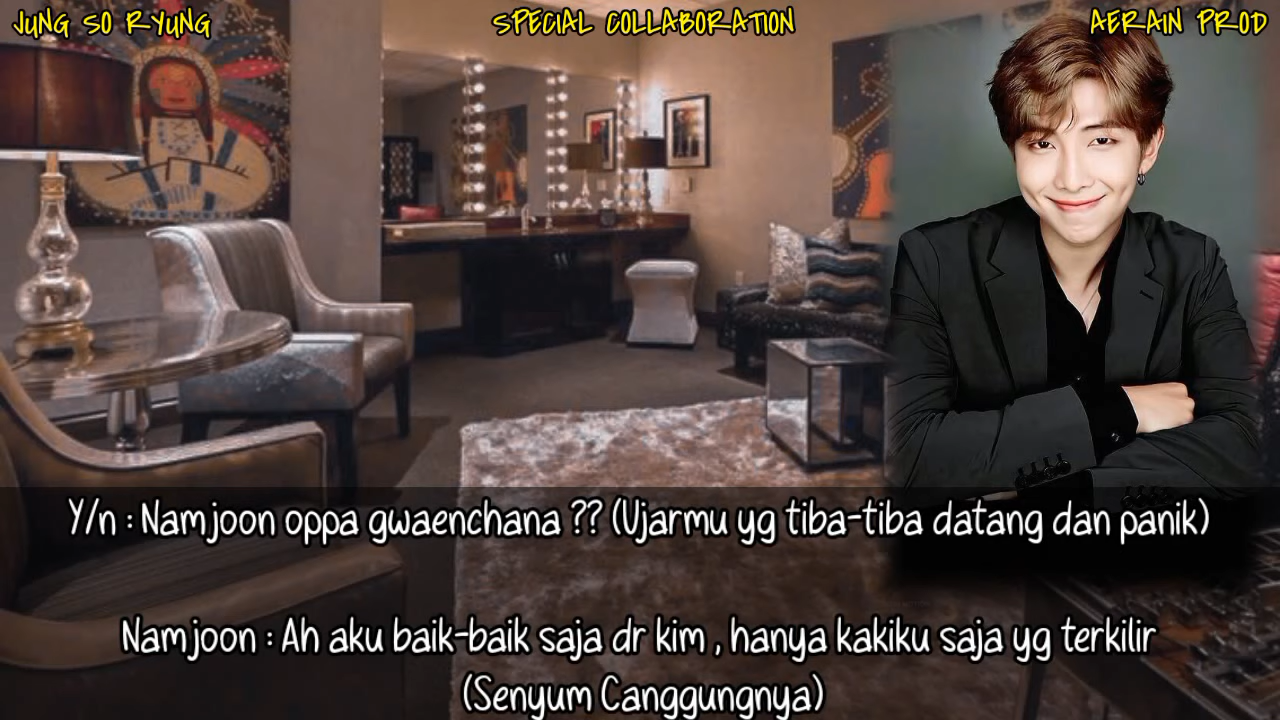 JUNG SO RYUNG
SPECIAL COLLABORATION
AERAIN PROD
Y/n : Namjoon oppa gwaenchana ?? (Ujarmu yg tiba-tiba datang dan panik)
Namjoon : Ah aku baik-baik saja dr kim , hanya kakiku saja yg terkilir
(Senyum Canggungnya)